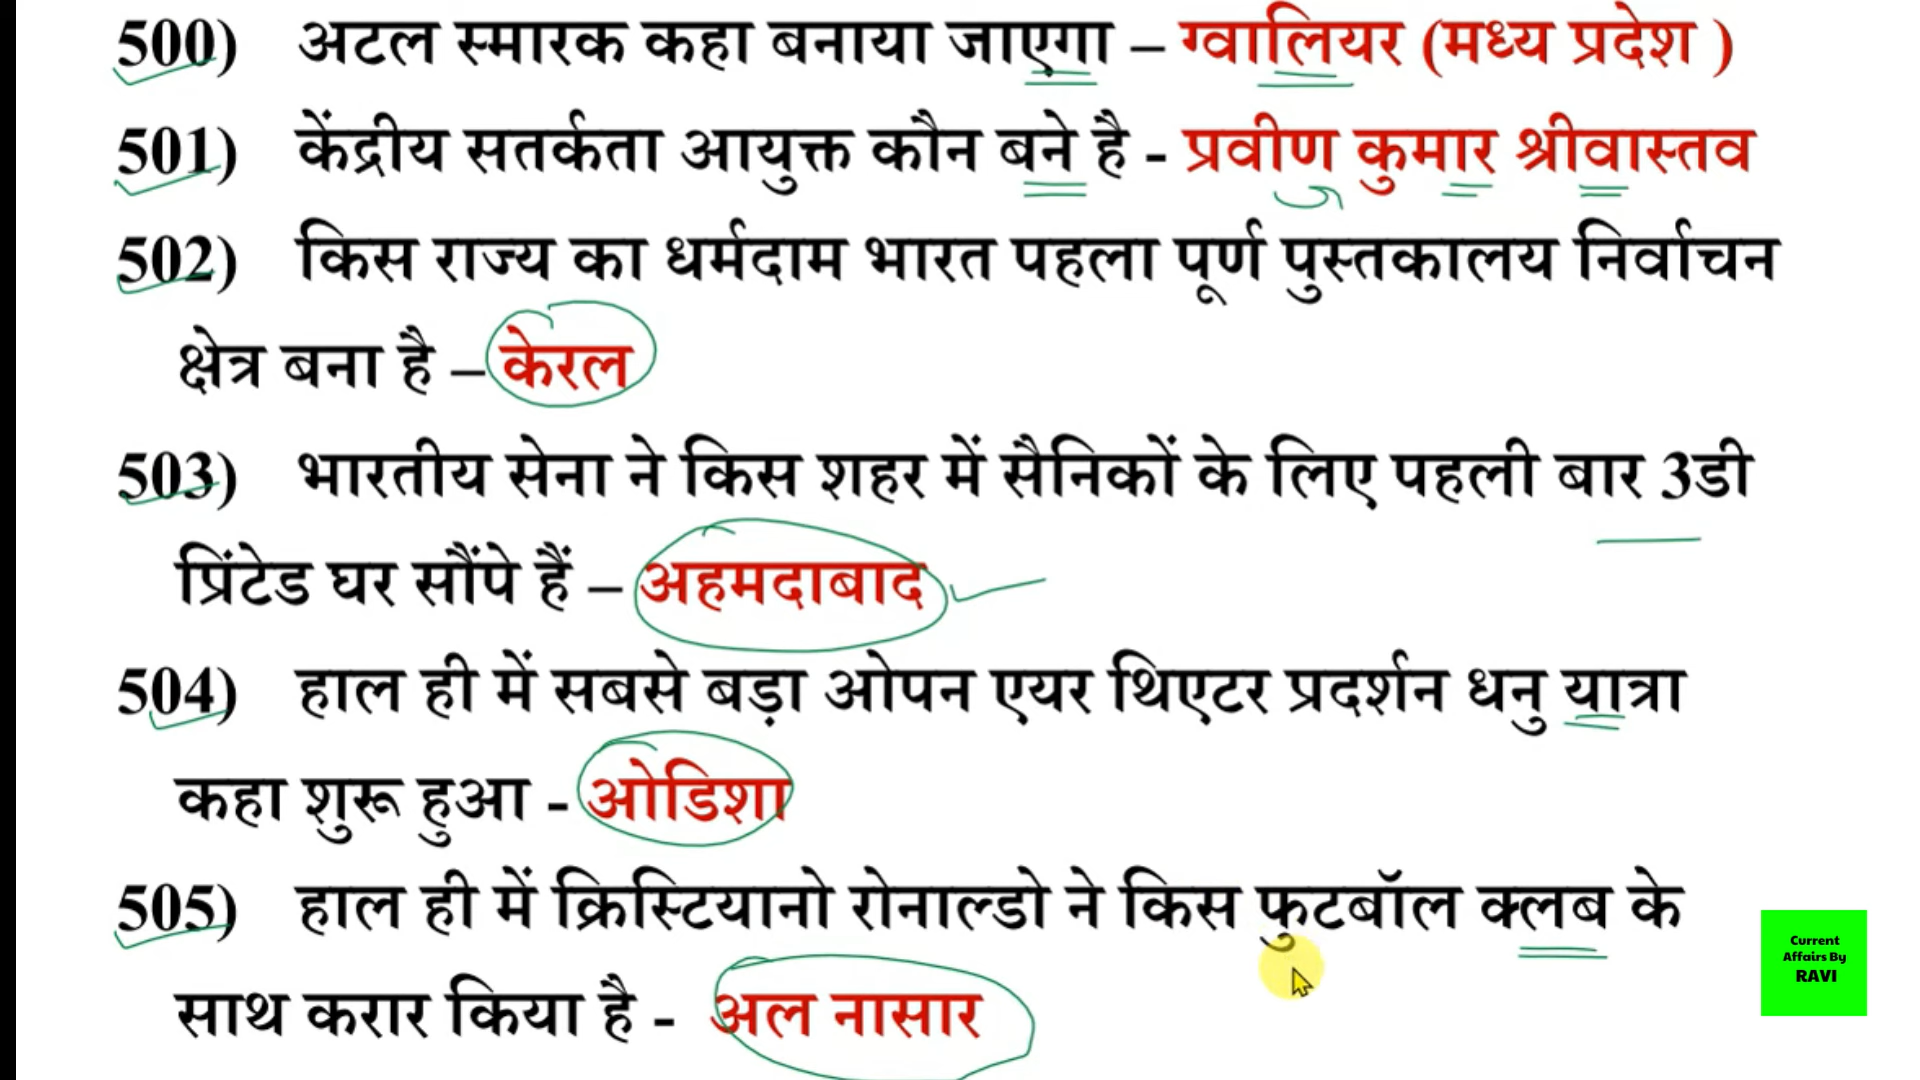 500) अटल स्मारक कहा बनाया जाएगा – ग्वालियर (मध्य प्रदेश )
501) केंद्रीय सतर्कता आयुक्त कौन बने है - प्रवीण कुमार श्रीवास्तव
502) किस राज्य का धर्मदाम भारत पहला पूर्ण पुस्तकालय निर्वाचन
क्षेत्र बना है – केरल
503) भारतीय सेना ने किस शहर में सैनिकों के लिए पहली बार 3डी
प्रिंटेड घर सौंपे हैं – अहमदाबाद
504) हाल ही में सबसे बड़ा ओपन एयर थिएटर प्रदर्शन धनु यात्रा
कहा शुरू हुआ - ओडिशा
505) हाल ही में क्रिस्टियानो रोनाल्डो ने किस फुटबॉल क्लब के
साथ करार किया है - अल नासार
Current
Affairs By
RAVI